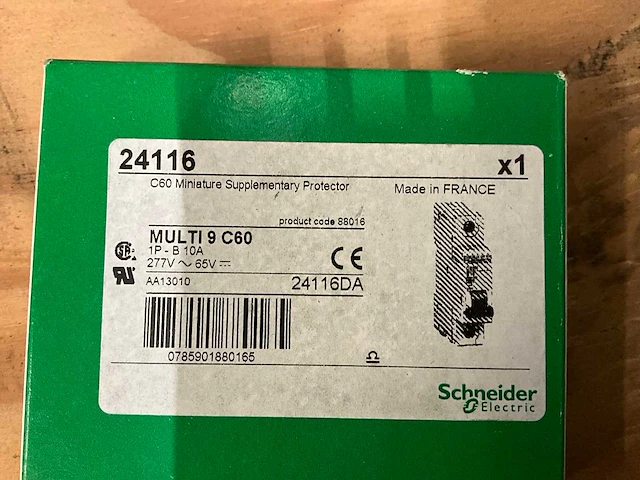 24116 x1
C60 Miniature Supplementary Protector Made in FRANCE
product code 88016
MULTI 9 C60
1P - B 10A
277V ~ 65V ⎓
CE
AA13010 24116DA
0785901880165
Schneider
Electric